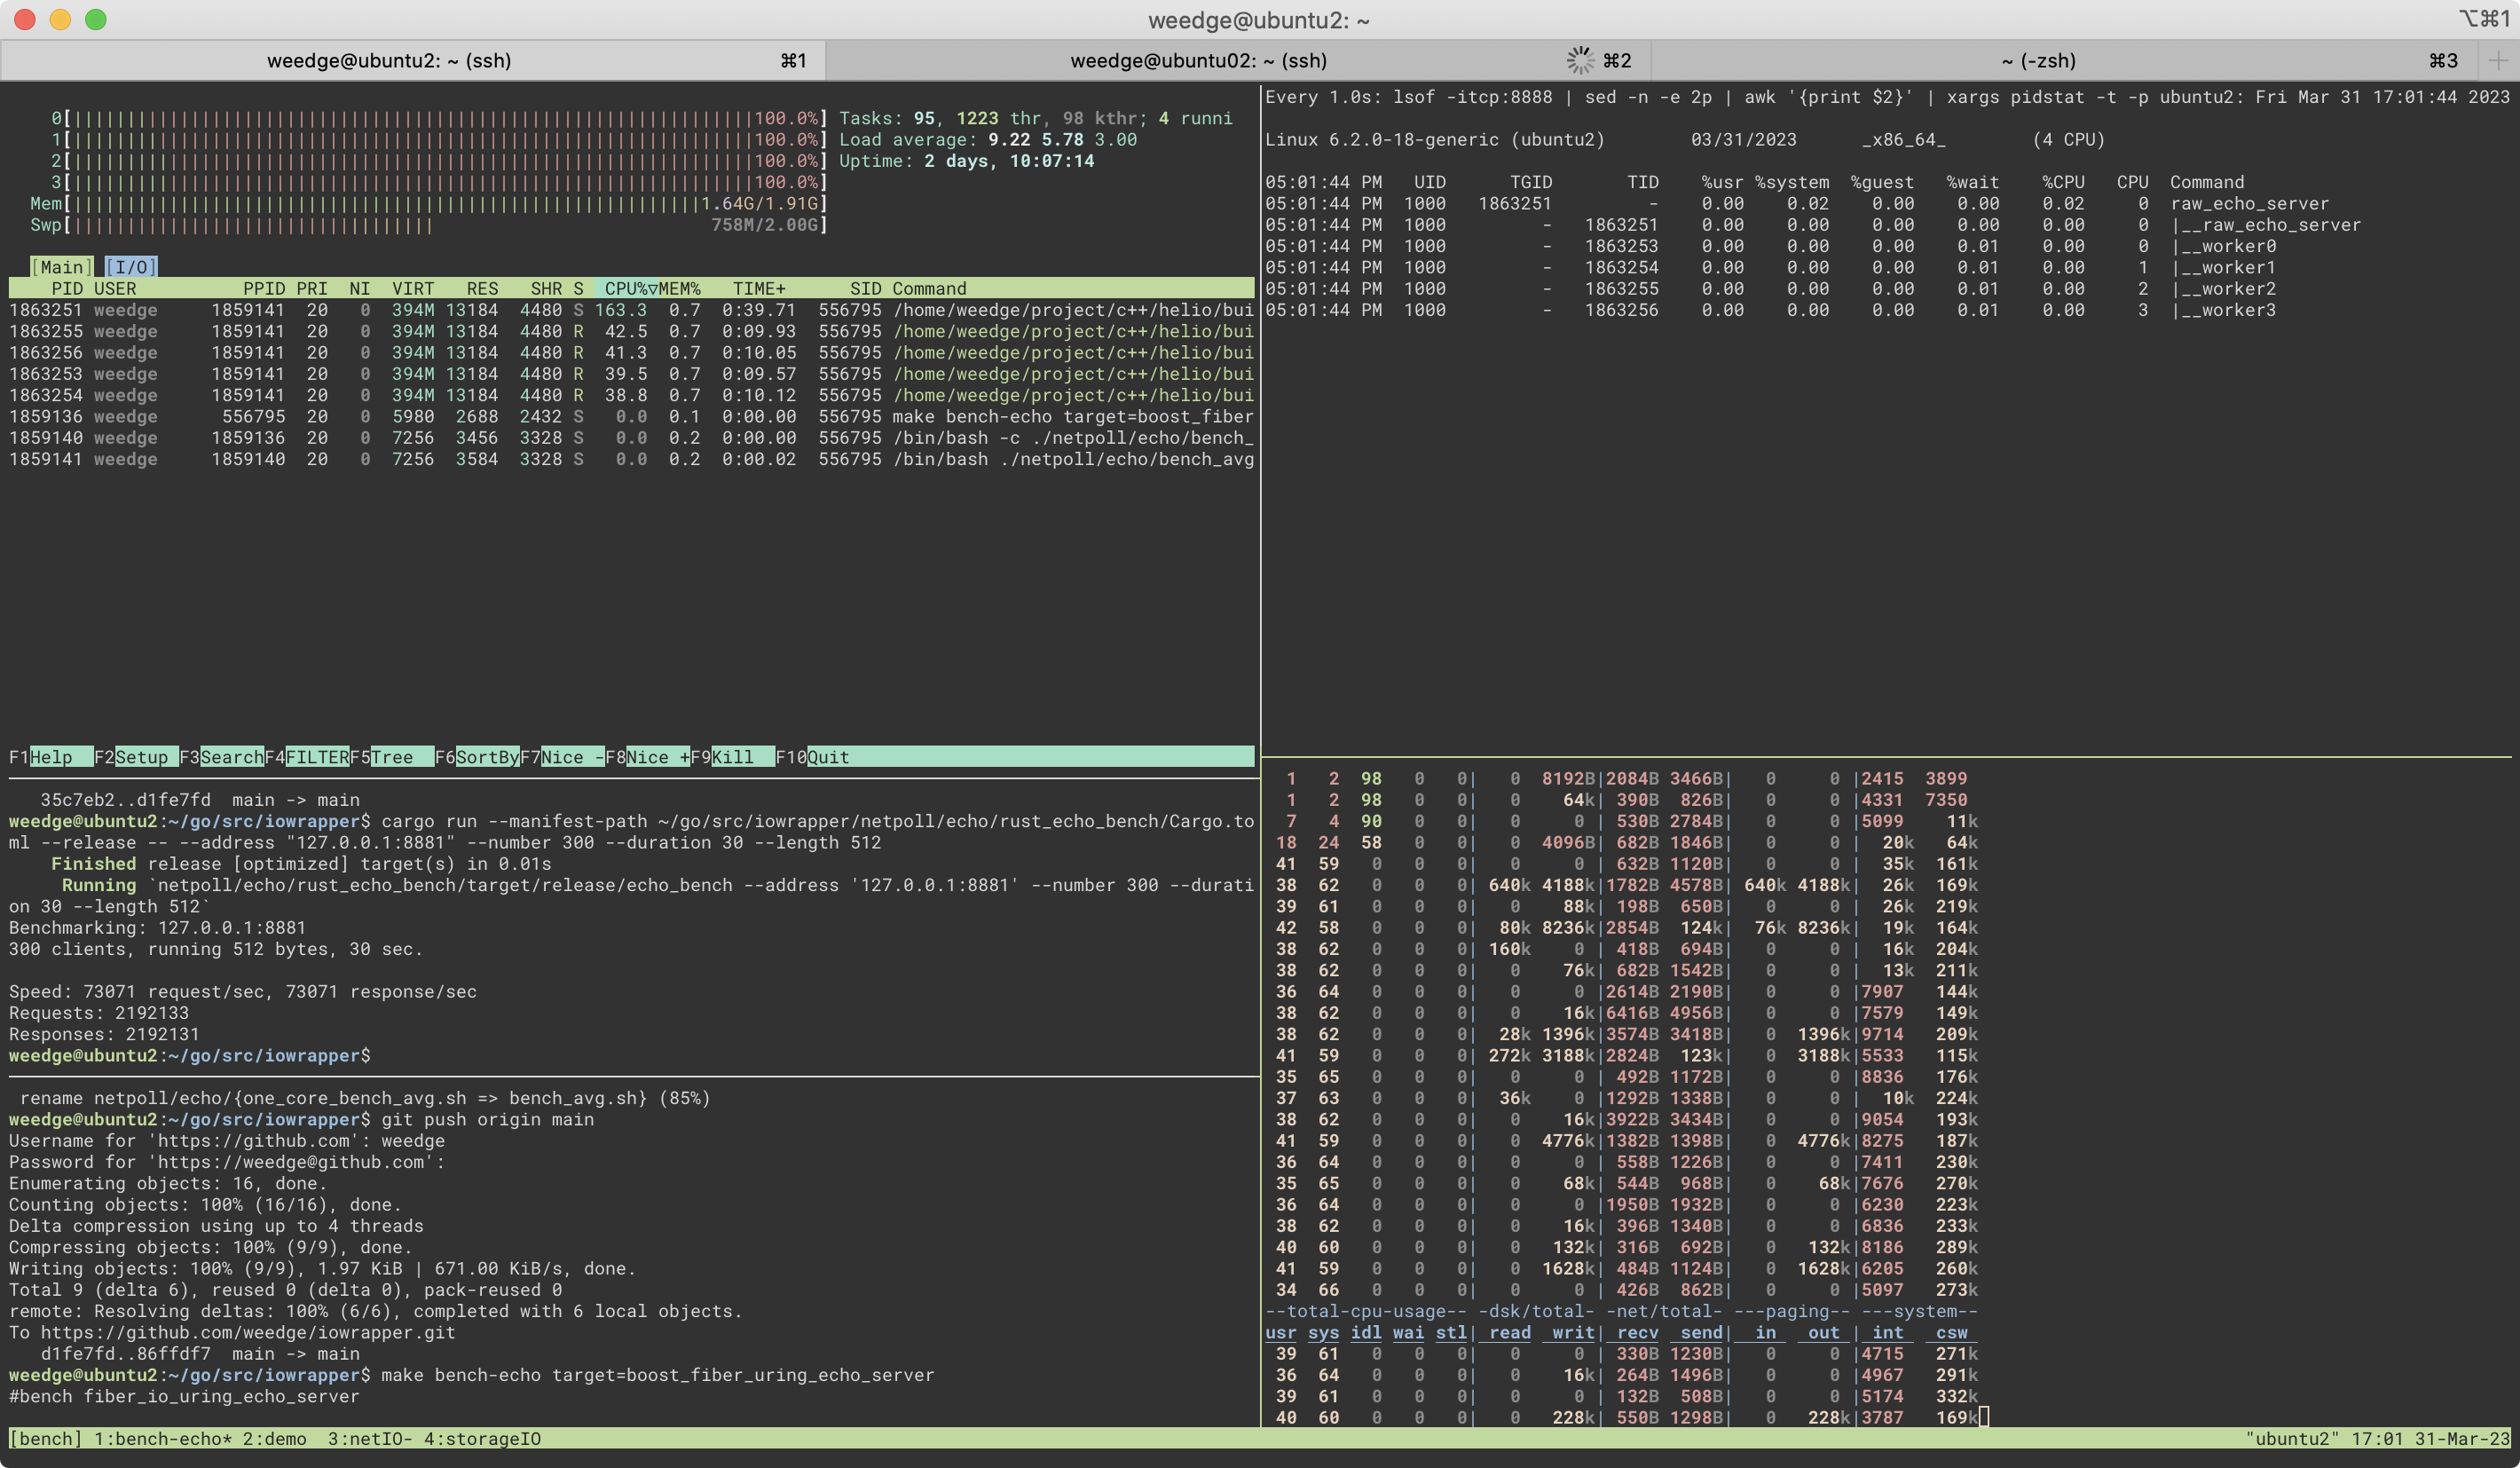 weedge@ubuntu2: ~
⌥⌘1
weedge@ubuntu2: ~ (ssh) ⌘1
weedge@ubuntu02: ~ (ssh) ⌘2
~ (-zsh) ⌘3
0[100.0%] Tasks: 95, 1223 thr, 98 kthr; 4 runni
1[100.0%] Load average: 9.22 5.78 3.00
2[100.0%] Uptime: 2 days, 10:07:14
3[100.0%]
Mem[1.64G/1.91G]
Swp[758M/2.00G]
[Main] [I/O]
PID USER PPID PRI NI VIRT RES SHR S CPU%▽MEM% TIME+ SID Command
1863251 weedge 1859141 20 0 394M 13184 4480 S 163.3 0.7 0:39.71 556795 /home/weedge/project/c++/helio/bui
1863255 weedge 1859141 20 0 394M 13184 4480 R 42.5 0.7 0:09.93 556795 /home/weedge/project/c++/helio/bui
1863256 weedge 1859141 20 0 394M 13184 4480 R 41.3 0.7 0:10.05 556795 /home/weedge/project/c++/helio/bui
1863253 weedge 1859141 20 0 394M 13184 4480 R 39.5 0.7 0:09.57 556795 /home/weedge/project/c++/helio/bui
1863254 weedge 1859141 20 0 394M 13184 4480 R 38.8 0.7 0:10.12 556795 /home/weedge/project/c++/helio/bui
1859136 weedge 556795 20 0 5980 2688 2432 S 0.0 0.1 0:00.00 556795 make bench-echo target=boost_fiber
1859140 weedge 1859136 20 0 7256 3456 3328 S 0.0 0.2 0:00.00 556795 /bin/bash -c ./netpoll/echo/bench_
1859141 weedge 1859140 20 0 7256 3584 3328 S 0.0 0.2 0:00.02 556795 /bin/bash ./netpoll/echo/bench_avg
F1Help F2Setup F3SearchF4FILTERF5Tree F6SortByF7Nice -F8Nice +F9Kill F10Quit
35c7eb2..d1fe7fd main -> main
weedge@ubuntu2:~/go/src/iowrapper$ cargo run --manifest-path ~/go/src/iowrapper/netpoll/echo/rust_echo_bench/Cargo.to
ml --release -- --address "127.0.0.1:8881" --number 300 --duration 30 --length 512
Finished release [optimized] target(s) in 0.01s
Running `netpoll/echo/rust_echo_bench/target/release/echo_bench --address '127.0.0.1:8881' --number 300 --durati
on 30 --length 512`
Benchmarking: 127.0.0.1:8881
300 clients, running 512 bytes, 30 sec.
Speed: 73071 request/sec, 73071 response/sec
Requests: 2192133
Responses: 2192131
weedge@ubuntu2:~/go/src/iowrapper$
rename netpoll/echo/{one_core_bench_avg.sh => bench_avg.sh} (85%)
weedge@ubuntu2:~/go/src/iowrapper$ git push origin main
Username for 'https://github.com': weedge
Password for 'https://weedge@github.com':
Enumerating objects: 16, done.
Counting objects: 100% (16/16), done.
Delta compression using up to 4 threads
Compressing objects: 100% (9/9), done.
Writing objects: 100% (9/9), 1.97 KiB | 671.00 KiB/s, done.
Total 9 (delta 6), reused 0 (delta 0), pack-reused 0
remote: Resolving deltas: 100% (6/6), completed with 6 local objects.
To https://github.com/weedge/iowrapper.git
d1fe7fd..86ffdf7 main -> main
weedge@ubuntu2:~/go/src/iowrapper$ make bench-echo target=boost_fiber_uring_echo_server
#bench fiber_io_uring_echo_server
Every 1.0s: lsof -itcp:8888 | sed -n -e 2p | awk '{print $2}' | xargs pidstat -t -p ubuntu2: Fri Mar 31 17:01:44 2023
Linux 6.2.0-18-generic (ubuntu2) 03/31/2023 _x86_64_ (4 CPU)
05:01:44 PM UID TGID TID %usr %system %guest %wait %CPU CPU Command
05:01:44 PM 1000 1863251 - 0.00 0.02 0.00 0.00 0.02 0 raw_echo_server
05:01:44 PM 1000 - 1863251 0.00 0.00 0.00 0.00 0.00 0 |__raw_echo_server
05:01:44 PM 1000 - 1863253 0.00 0.00 0.00 0.01 0.00 0 |__worker0
05:01:44 PM 1000 - 1863254 0.00 0.00 0.00 0.01 0.00 1 |__worker1
05:01:44 PM 1000 - 1863255 0.00 0.00 0.00 0.01 0.00 2 |__worker2
05:01:44 PM 1000 - 1863256 0.00 0.00 0.00 0.01 0.00 3 |__worker3
1 2 98 0 0| 0 8192B|2084B 3466B| 0 0 |2415 3899
1 2 98 0 0| 0 64k| 390B 826B| 0 0 |4331 7350
7 4 90 0 0| 0 0 | 530B 2784B| 0 0 |5099 11k
18 24 58 0 0| 0 4096B| 682B 1846B| 0 0 | 20k 64k
41 59 0 0 0| 0 0 | 632B 1120B| 0 0 | 35k 161k
38 62 0 0 0| 640k 4188k|1782B 4578B| 640k 4188k| 26k 169k
39 61 0 0 0| 0 88k| 198B 650B| 0 0 | 26k 219k
42 58 0 0 0| 80k 8236k|2854B 124k| 76k 8236k| 19k 164k
38 62 0 0 0| 160k 0 | 418B 694B| 0 0 | 16k 204k
38 62 0 0 0| 0 76k| 682B 1542B| 0 0 | 13k 211k
36 64 0 0 0| 0 0 |2614B 2190B| 0 0 |7907 144k
38 62 0 0 0| 0 16k|6416B 4956B| 0 0 |7579 149k
38 62 0 0 0| 28k 1396k|3574B 3418B| 0 1396k|9714 209k
41 59 0 0 0| 272k 3188k|2824B 123k| 0 3188k|5533 115k
35 65 0 0 0| 0 0 | 492B 1172B| 0 0 |8836 176k
37 63 0 0 0| 36k 0 |1292B 1338B| 0 0 | 10k 224k
38 62 0 0 0| 0 16k|3922B 3434B| 0 0 |9054 193k
41 59 0 0 0| 0 4776k|1382B 1398B| 0 4776k|8275 187k
36 64 0 0 0| 0 0 | 558B 1226B| 0 0 |7411 230k
35 65 0 0 0| 0 68k| 544B 968B| 0 68k|7676 270k
36 64 0 0 0| 0 0 |1950B 1932B| 0 0 |6230 223k
38 62 0 0 0| 0 16k| 396B 1340B| 0 0 |6836 233k
40 60 0 0 0| 0 132k| 316B 692B| 0 132k|8186 289k
41 59 0 0 0| 0 1628k| 484B 1124B| 0 1628k|6205 260k
34 66 0 0 0| 0 0 | 426B 862B| 0 0 |5097 273k
--total-cpu-usage-- -dsk/total- -net/total- ---paging-- ---system--
usr sys idl wai stl| read writ| recv send| in out | int csw
39 61 0 0 0| 0 0 | 330B 1230B| 0 0 |4715 271k
36 64 0 0 0| 0 16k| 264B 1496B| 0 0 |4967 291k
39 61 0 0 0| 0 0 | 132B 508B| 0 0 |5174 332k
40 60 0 0 0| 0 228k| 550B 1298B| 0 228k|3787 169k
[bench] 1:bench-echo* 2:demo 3:netIO- 4:storageIO "ubuntu2" 17:01 31-Mar-23